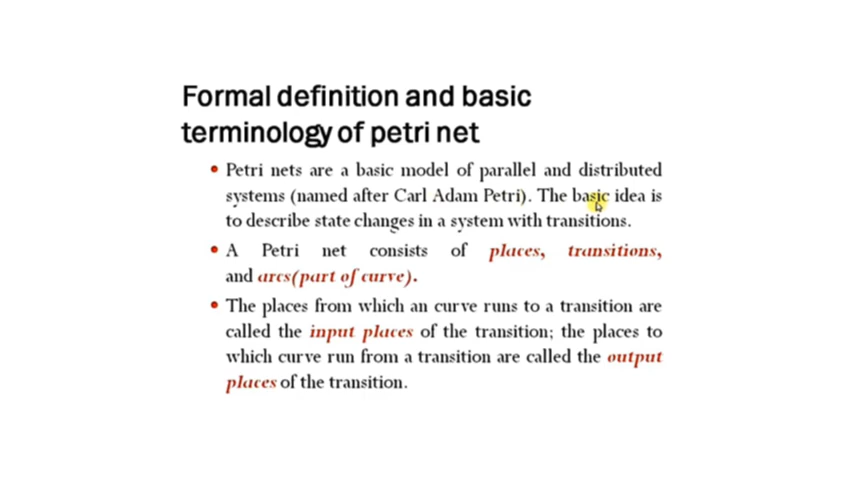 Formal definition and basic
terminology of petri net
• Petri nets are a basic model of parallel and distributed
systems (named after Carl Adam Petri). The basic idea is
to describe state changes in a system with transitions.
• A Petri net consists of places, transitions,
and arcs(part of curve).
• The places from which an curve runs to a transition are
called the input places of the transition; the places to
which curve run from a transition are called the output
places of the transition.